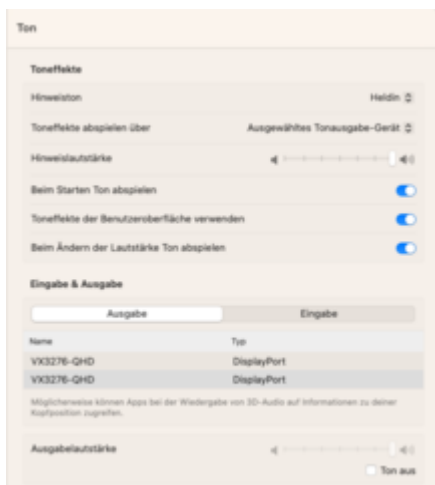 Ton
Toneffekte
Hinweiston Heldin
Toneffekte abspielen über Ausgewähltes Tonausgabe-Gerät
Hinweislautstärke
Beim Starten Ton abspielen
Toneffekte der Benutzeroberfläche verwenden
Beim Ändern der Lautstärke Ton abspielen
Eingabe & Ausgabe
Ausgabe Eingabe
Name Typ
VX3276-QHD DisplayPort
VX3276-QHD DisplayPort
Möglicherweise können Apps bei der Wiedergabe von 3D-Audio auf Informationen zu deiner
Kopfposition zugreifen.
Ausgabelautstärke
Ton aus